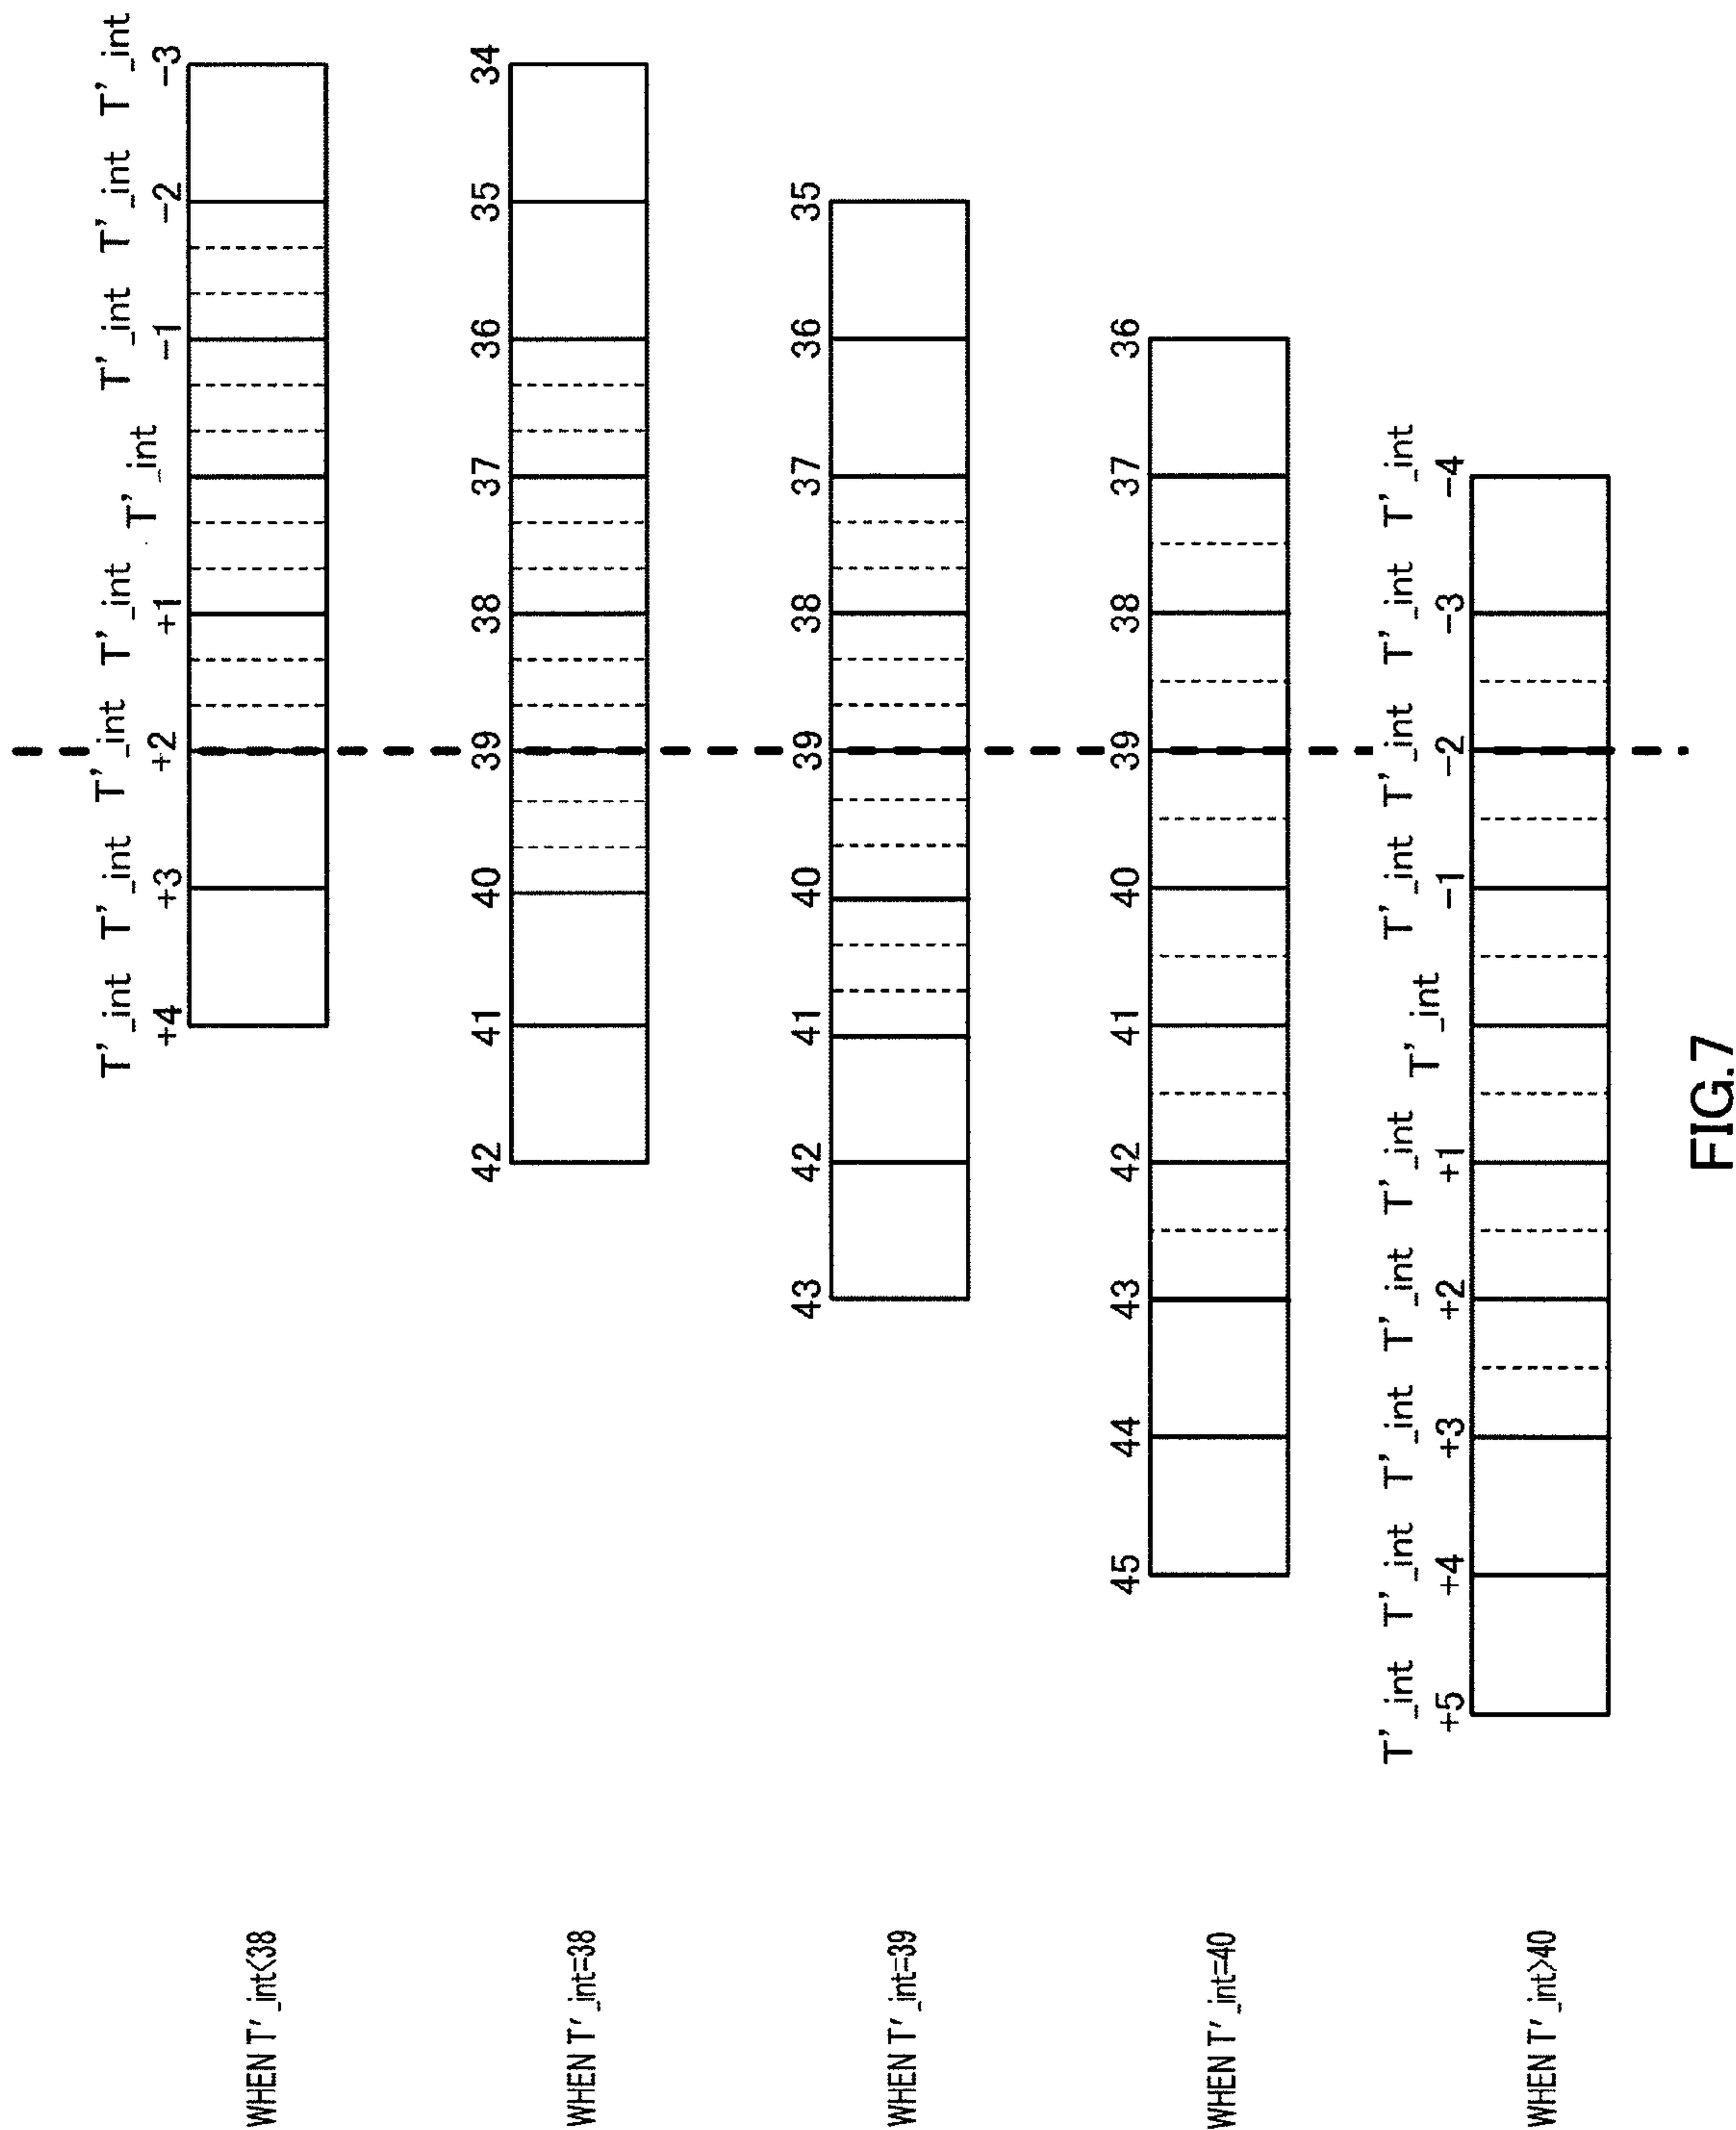 T'_int T'_int T'_int T'_int T'_int T'_int T'_int T'_int
+4 +3 +2 +1 −1 −2 −3
WHEN T'_int<38
42 41 40 39 38 37 36 35 34
WHEN T'_int=38
43 42 41 40 39 38 37 36 35
WHEN T'_int=39
45 44 43 42 41 40 39 38 37 36
WHEN T'_int=40
T'_int T'_int T'_int T'_int T'_int T'_int T'_int T'_int T'_int T'_int
+5 +4 +3 +2 +1 −1 −2 −3 −4
WHEN T'_int>40
FIG.7